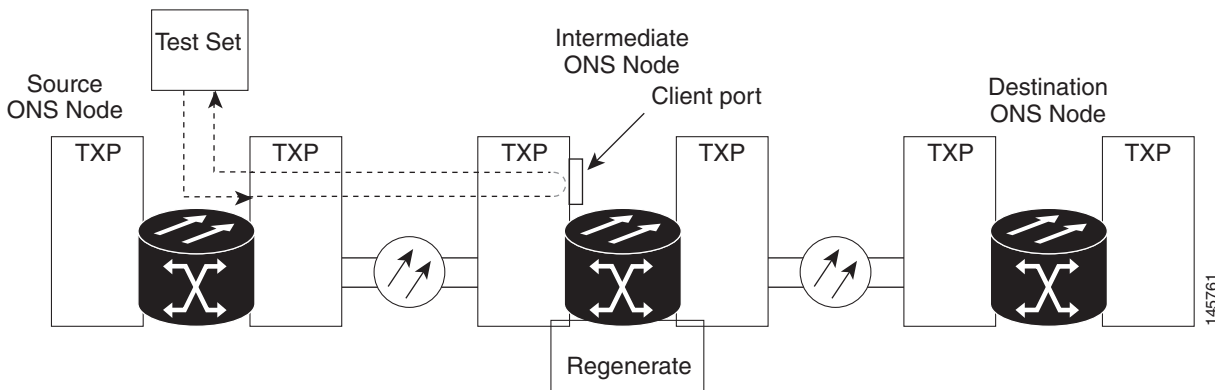 Test Set
Source
ONS Node
Intermediate
ONS Node
Client port
Destination
ONS Node
TXP
TXP
TXP
TXP
TXP
TXP
Regenerate
145761